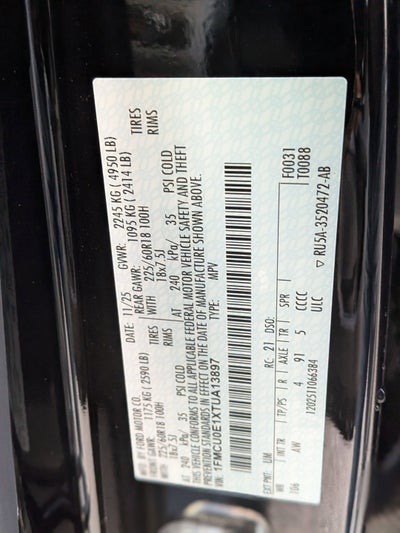 MFD. BY FORD MOTOR CO.
DATE: 11/25 GVWR: 2245 KG ( 4950 LB)
FRONT GAWR: 1175 KG ( 2590 LB) REAR GAWR: 1095 KG ( 2414 LB)
225/60R18 100H TIRES WITH 225/60R18 100H TIRES
18x7.5J RIMS 18x7.5J RIMS
AT 240 kPa/ 35 PSI COLD AT 240 kPa/ 35 PSI COLD
THIS VEHICLE CONFORMS TO ALL APPLICABLE FEDERAL MOTOR VEHICLE SAFETY AND THEFT
PREVENTION STANDARDS IN EFFECT ON THE DATE OF MANUFACTURE SHOWN ABOVE.
VIN: 1FMCU0E1XTUA13897 TYPE: MPV
F0031
T0088
EXT PNT: UM RC: 21 DSO:
WB INT TR TP/PS R AXLE TR SPR
106 AW 4 91 5 CCCC
1202511066384 ULC
▽ RU5A-3520472-AB